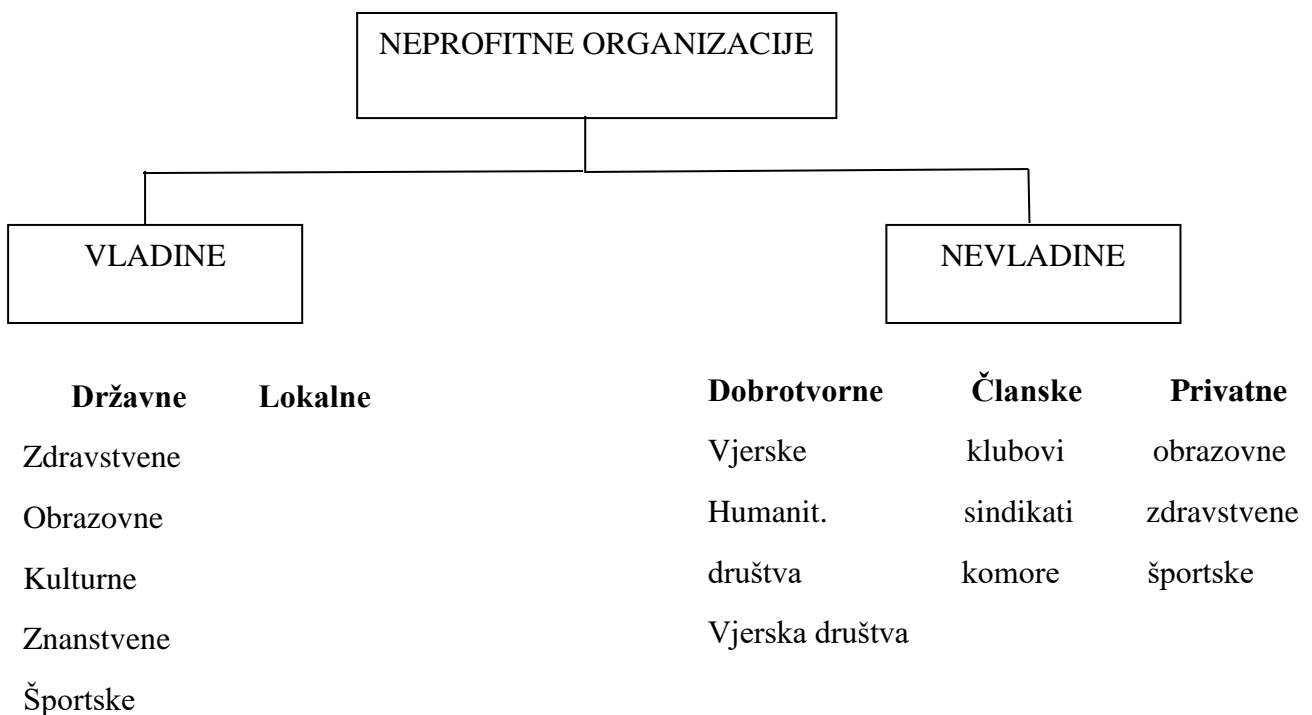 NEPROFITNE ORGANIZACIJE
VLADINE
NEVLADINE
Državne Lokalne
Zdravstvene
Obrazovne
Kulturne
Znanstvene
Športske
Dobrotvorne Članske Privatne
Vjerske klubovi obrazovne
Humanit. sindikati zdravstvene
društva komore športske
Vjerska društva